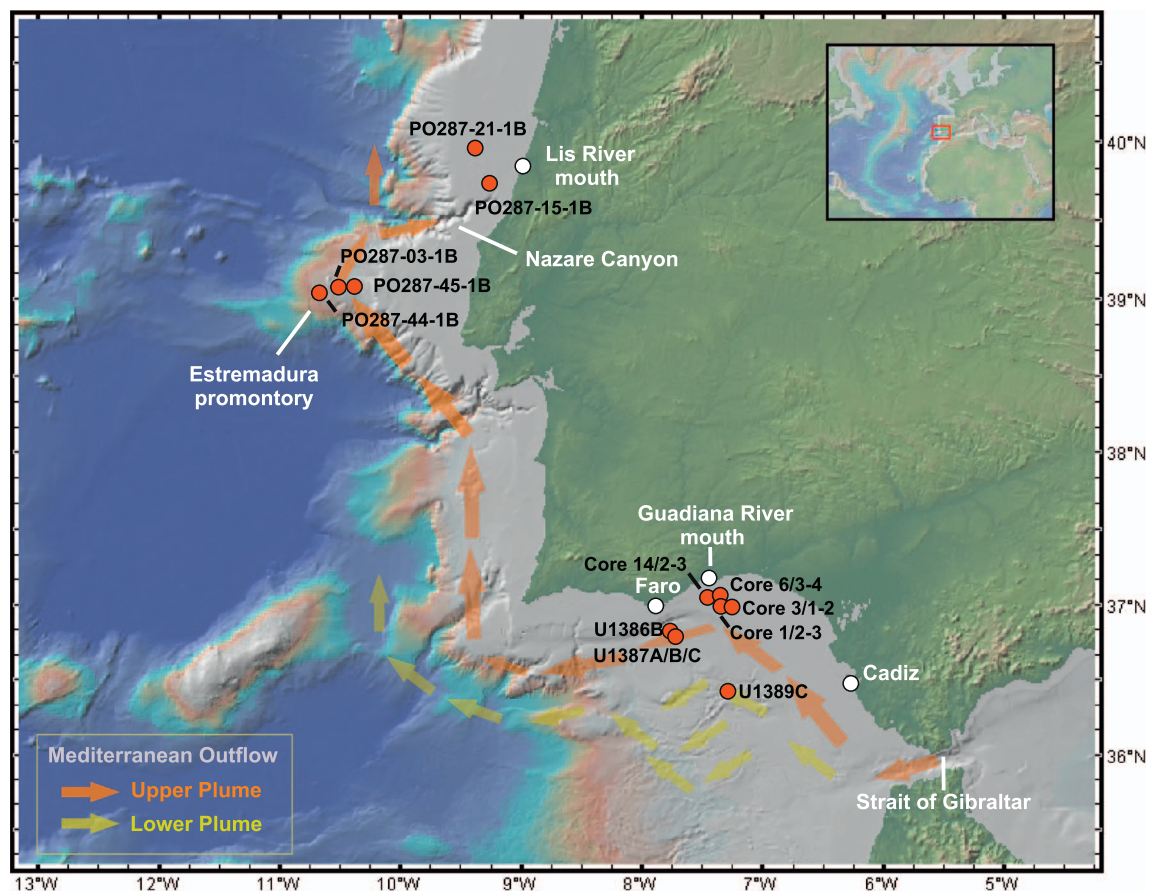 PO287-21-1B
Lis River
mouth
PO287-15-1B
40°N
PO287-03-1B
Nazare Canyon
PO287-45-1B
39°N
PO287-44-1B
Estremadura
promontory
38°N
Guadiana River
mouth
Core 14/2-3
Faro
Core 6/3-4
37°N
Core 3/1-2
U1386B
Core 1/2-3
U1387A/B/C
Cadiz
U1389C
36°N
Strait of Gibraltar
Mediterranean Outflow
Upper Plume
Lower Plume
13°W
12°W
11°W
10°W
9°W
8°W
7°W
6°W
5°W